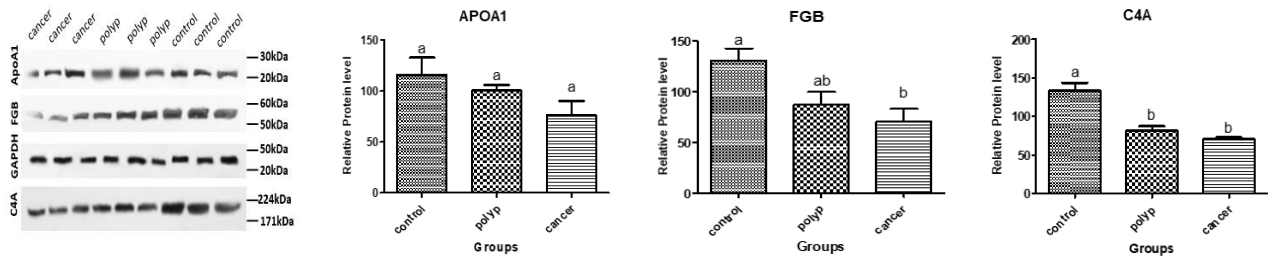 cancer cancer cancer polyp polyp polyp control control control
ApoA1
30kDa
20kDa
FGB
60kDa
50kDa
GAPDH
50kDa
20kDa
C4A
224kDa
171kDa
APOA1
Relative Protein level
150
100
50
0
a
a
a
control
polyp
cancer
Groups
FGB
Relative Protein level
150
100
50
0
a
ab
b
control
polyp
cancer
Groups
C4A
Relative Protein level
200
150
100
50
0
a
b
b
control
polyp
cancer
Groups